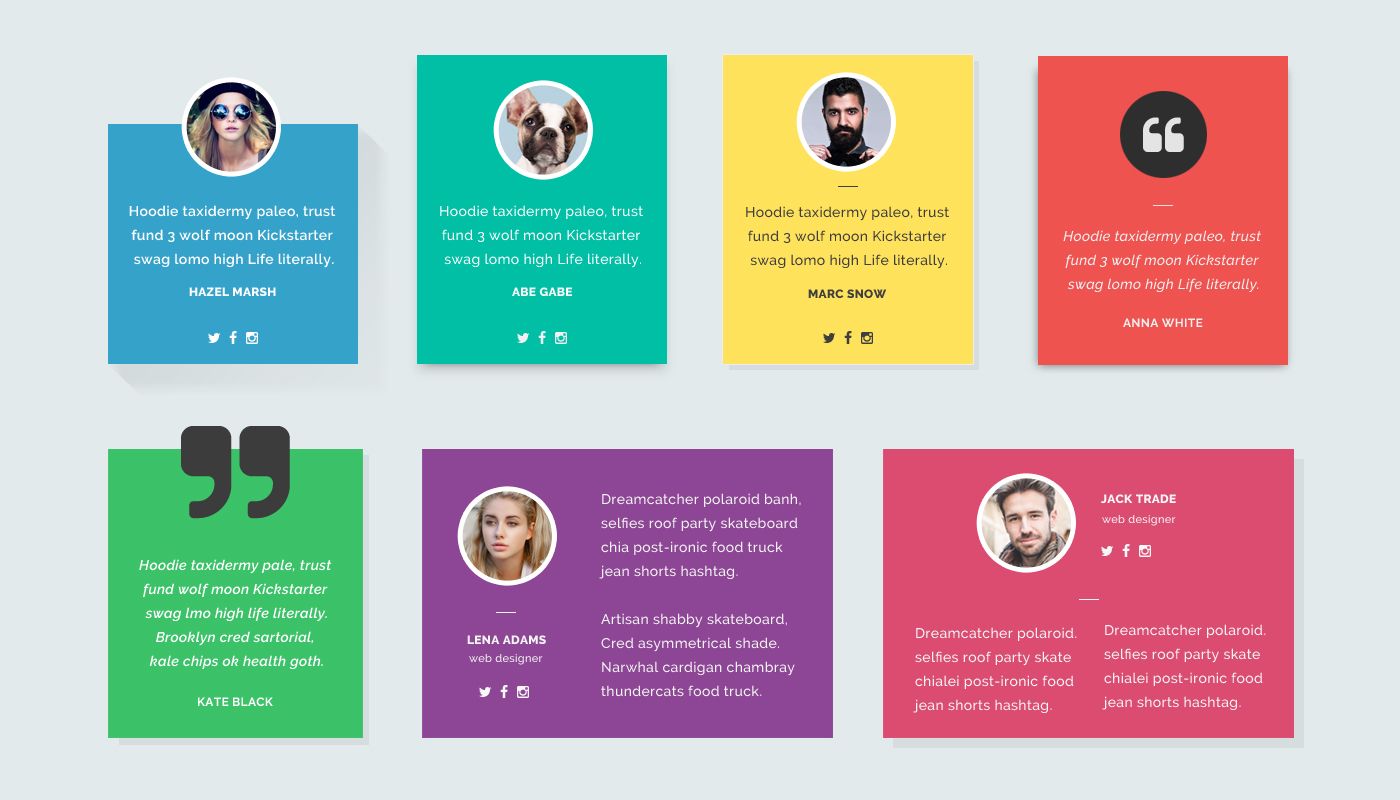 Hoodie taxidermy paleo, trust
fund 3 wolf moon Kickstarter
swag lomo high Life literally.
HAZEL MARSH
Hoodie taxidermy paleo, trust
fund 3 wolf moon Kickstarter
swag lomo high Life literally.
ABE GABE
Hoodie taxidermy paleo, trust
fund 3 wolf moon Kickstarter
swag lomo high Life literally.
MARC SNOW
Hoodie taxidermy paleo, trust
fund 3 wolf moon Kickstarter
swag lomo high Life literally.
ANNA WHITE
Hoodie taxidermy pale, trust
fund wolf moon Kickstarter
swag lmo high life literally.
Brooklyn cred sartorial,
kale chips ok health goth.
KATE BLACK
LENA ADAMS
web designer
Dreamcatcher polaroid banh,
selfies roof party skateboard
chia post-ironic food truck
jean shorts hashtag.
Artisan shabby skateboard,
Cred asymmetrical shade.
Narwhal cardigan chambray
thundercats food truck.
JACK TRADE
web designer
Dreamcatcher polaroid.
selfies roof party skate
chialei post-ironic food
jean shorts hashtag.
Dreamcatcher polaroid.
selfies roof party skate
chialei post-ironic food
jean shorts hashtag.